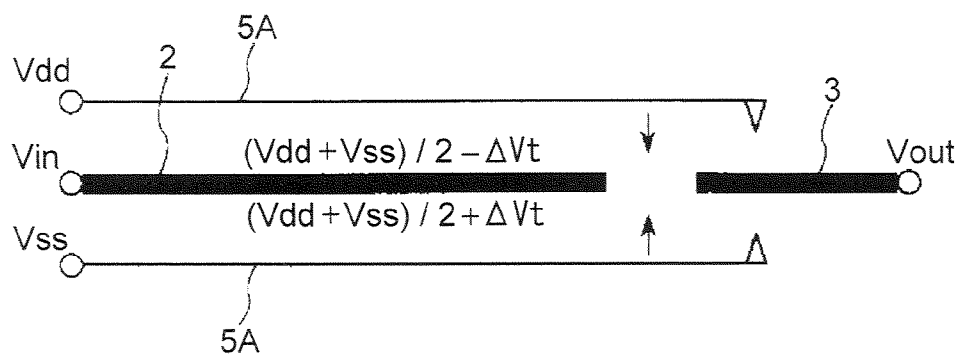 5A
2
Vdd
3
(Vdd+Vss)/2-ΔVt
Vin
Vout
(Vdd+Vss)/2+ΔVt
Vss
5A